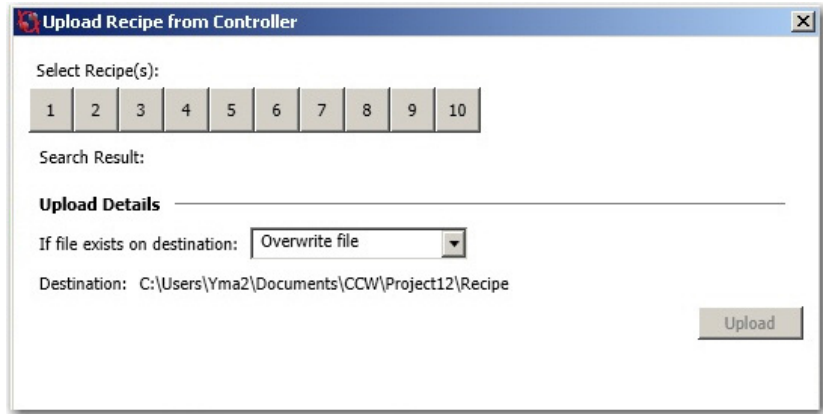 Upload Recipe from Controller
Select Recipe(s):
1 2 3 4 5 6 7 8 9 10
Search Result:
Upload Details
If file exists on destination: Overwrite file
Destination: C:\Users\Yma2\Documents\CCW\Project12\Recipe
Upload